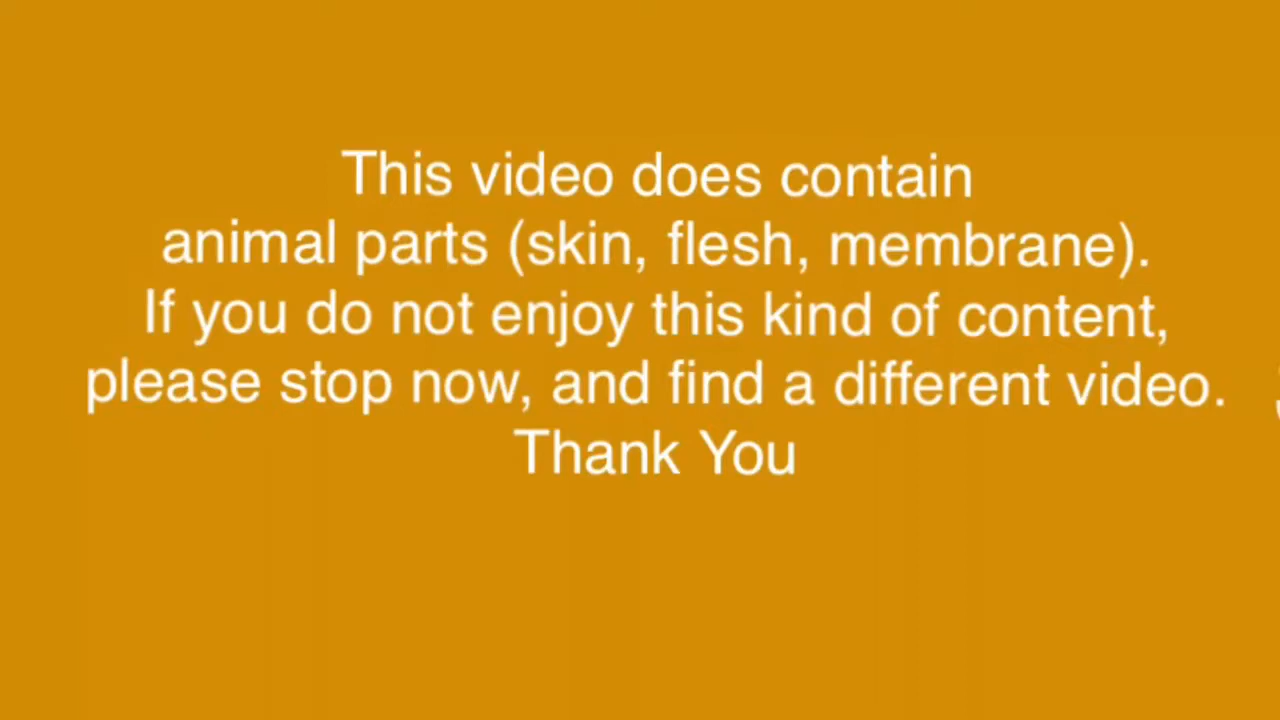 This video does contain
animal parts (skin, flesh, membrane).
If you do not enjoy this kind of content,
please stop now, and find a different video.
Thank You